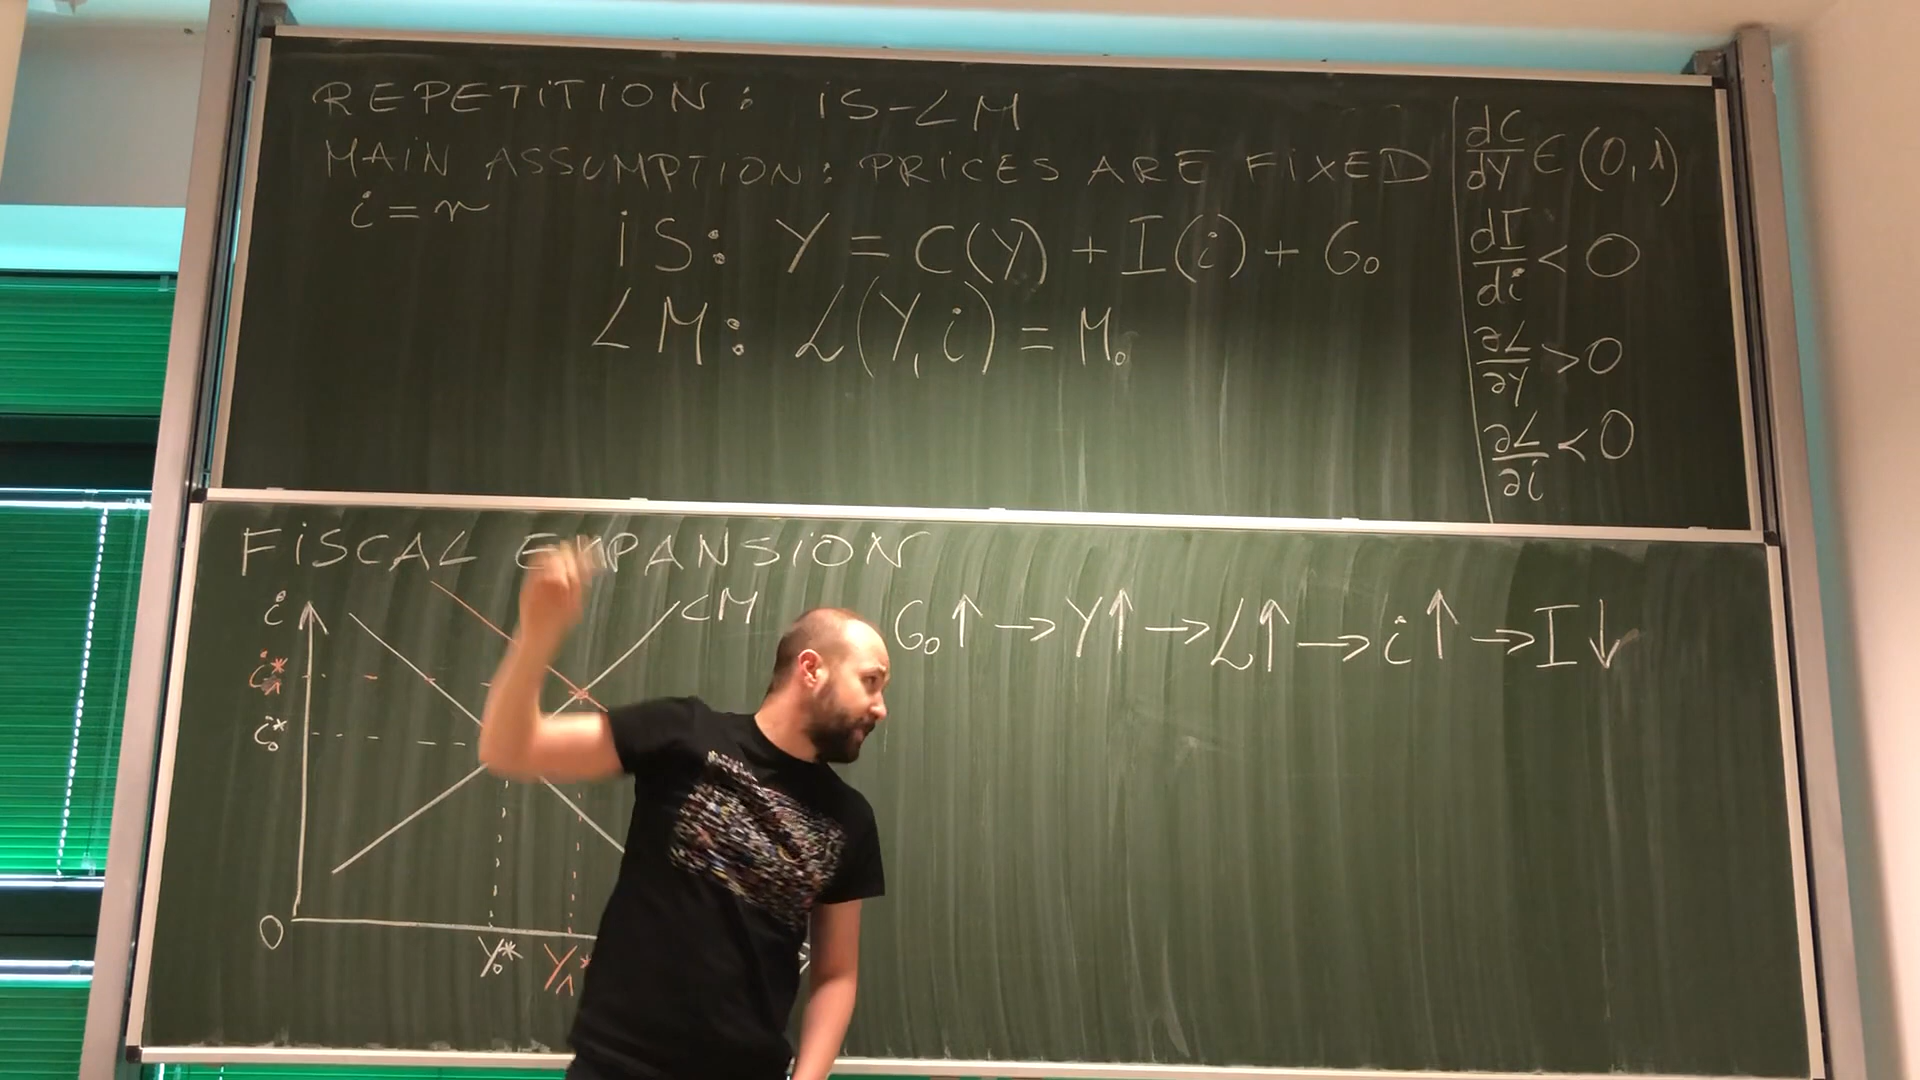 REPETITION: IS-LM
MAIN ASSUMPTION: PRICES ARE FIXED
i = r
IS: Y = C(Y) + I(i) + G₀
LM: L(Y, i) = M₀
dC/dY ∈ (0,1)
dI/di < 0
∂L/∂Y > 0
∂L/∂i < 0
FISCAL EXPANSION
i
LM
i₁*
i₀*
0
Y₀*
Y₁*
G₀↑ → Y↑ → L↑ → i↑ → I↓